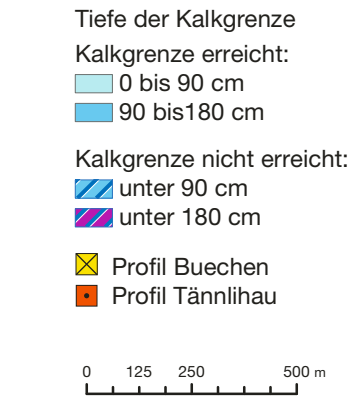 Tiefe der Kalkgrenze
Kalkgrenze erreicht:
0 bis 90 cm
90 bis180 cm
Kalkgrenze nicht erreicht:
unter 90 cm
unter 180 cm
Profil Buechen
Profil Tännlihau
0 125 250 500 m